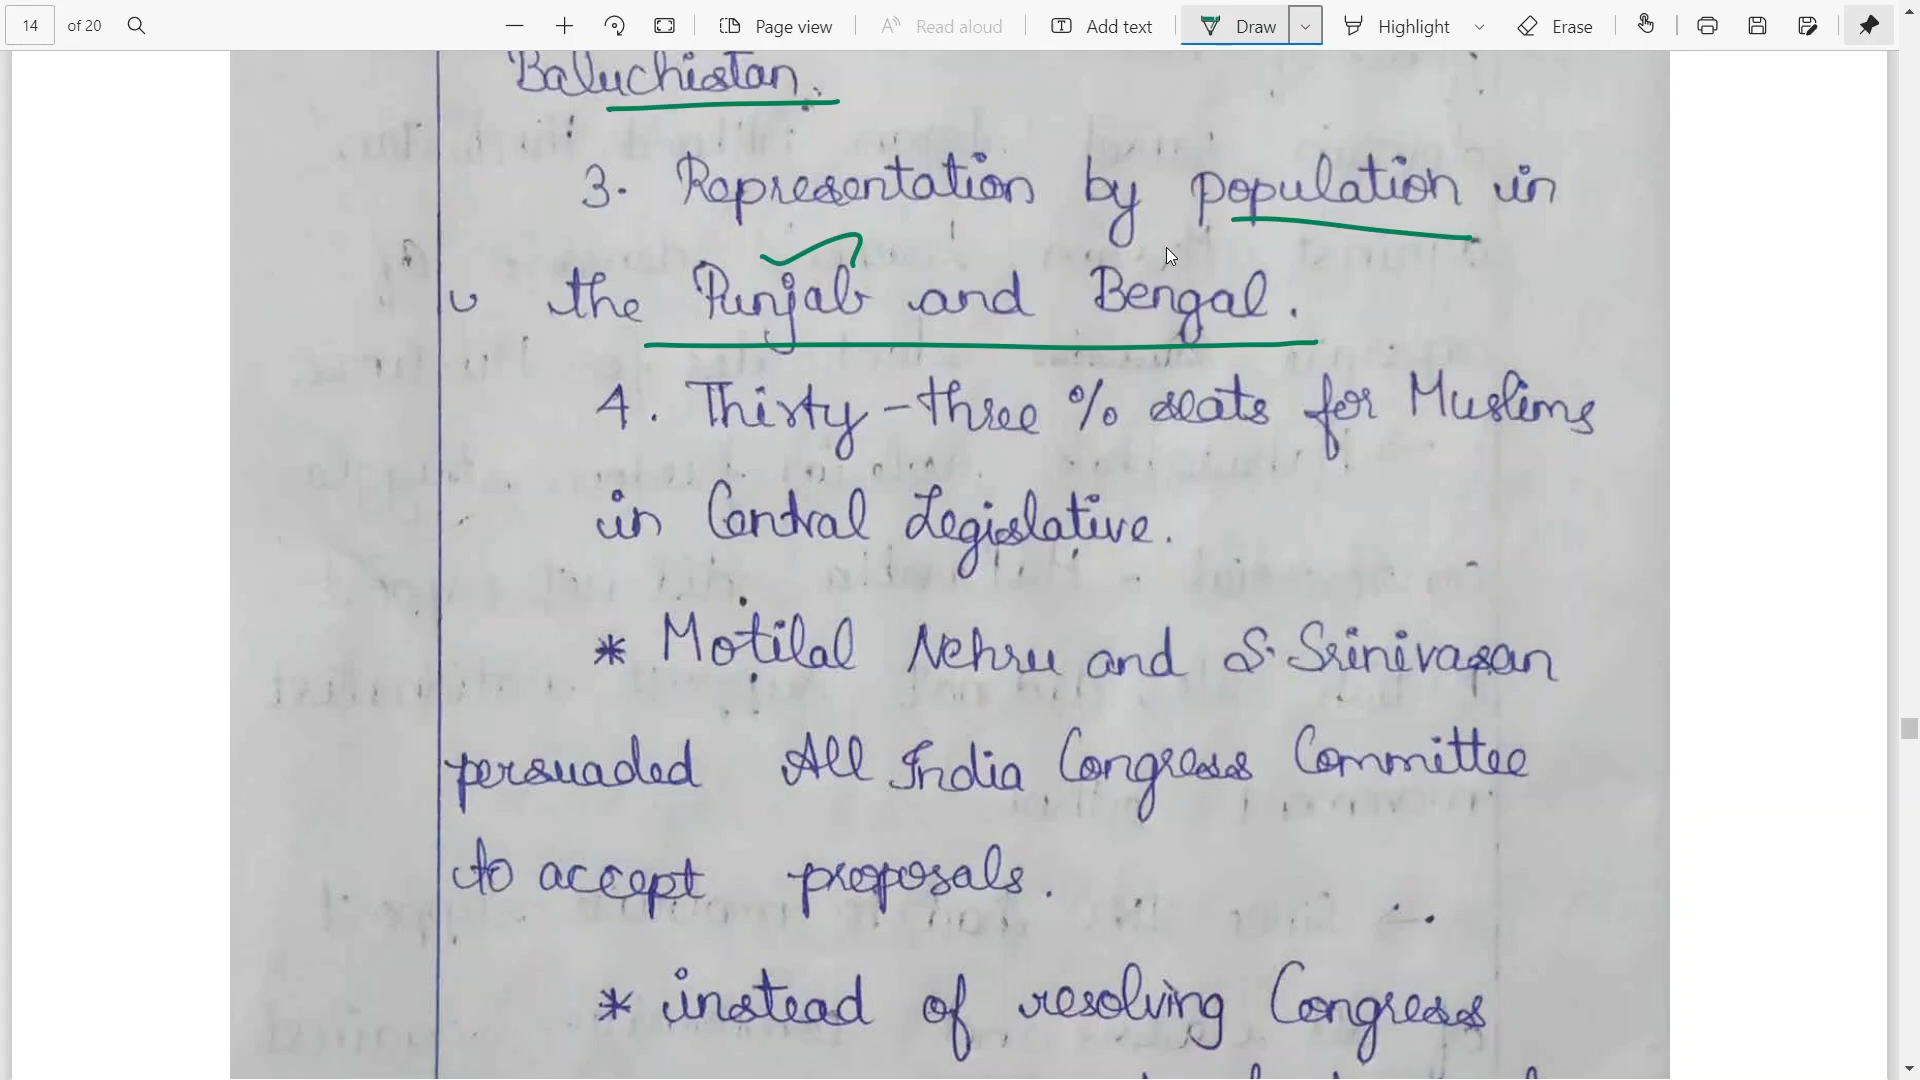 14 of 20 Page view Read aloud Add text Draw Highlight Erase
Baluchistan.
3. Representation by population in
the Punjab and Bengal.
4. Thirty-three % seats for Muslims
in Central Legislative.
* Motilal Nehru and S. Srinivasan
persuaded All India Congress Committee
to accept proposals.
* instead of resolving Congress